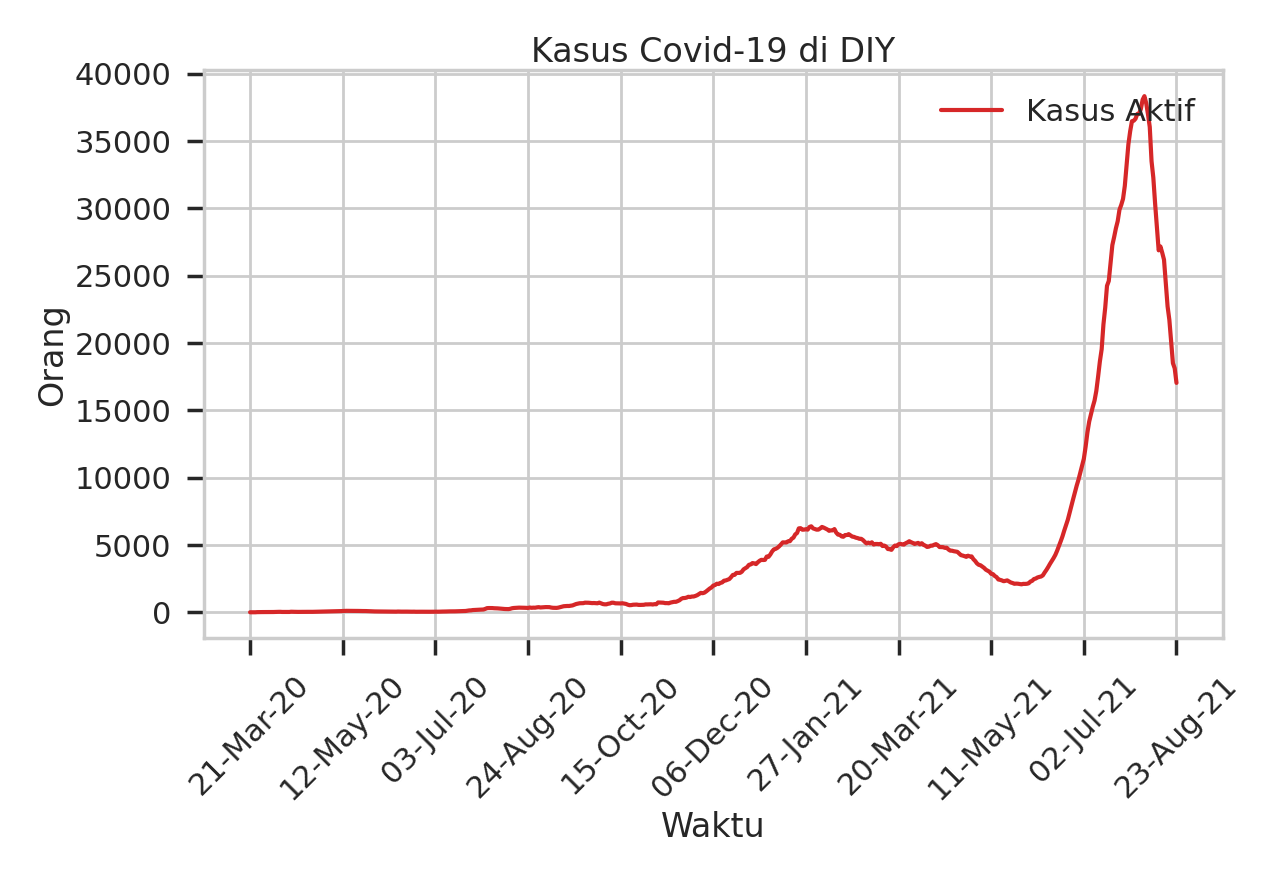 Kasus Covid-19 di DIY
Kasus Aktif
40000
35000
30000
25000
20000
15000
10000
5000
0
Orang
21-Mar-20
12-May-20
03-Jul-20
24-Aug-20
15-Oct-20
06-Dec-20
27-Jan-21
20-Mar-21
11-May-21
02-Jul-21
23-Aug-21
Waktu